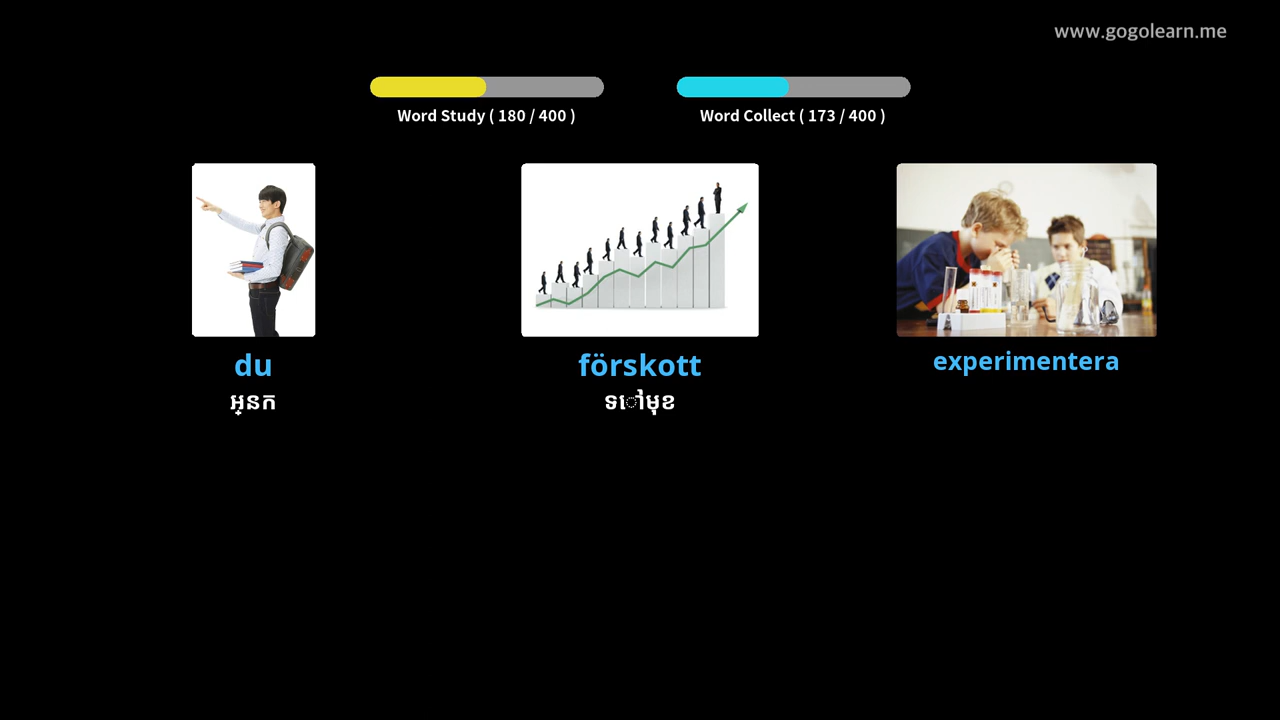 www.gogolearn.me
Word Study ( 180 / 400 )
Word Collect ( 173 / 400 )
du
förskott
experimentera
អ្នក
ទៅមុខ